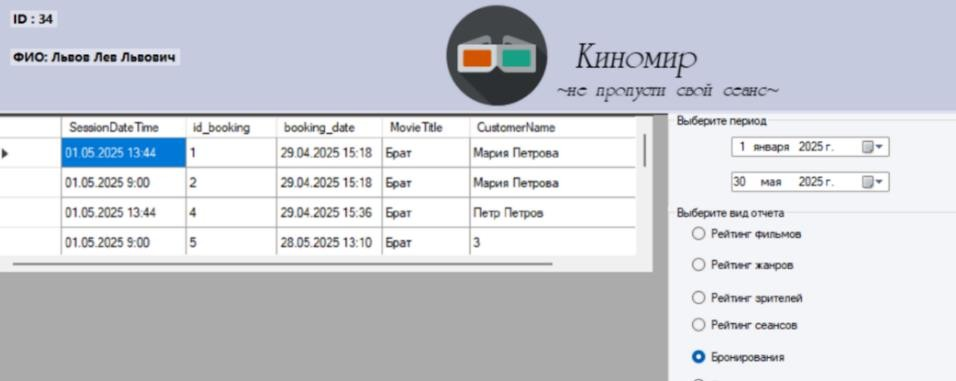 ID : 34
ФИО: Львов Лев Львович
Киномир
~не пропусти свой сеанс~
SessionDateTime id_booking booking_date MovieTitle CustomerName
01.05.2025 13:44 1 29.04.2025 15:18 Брат Мария Петрова
01.05.2025 9:00 2 29.04.2025 15:18 Брат Мария Петрова
01.05.2025 13:44 4 29.04.2025 15:36 Брат Петр Петров
01.05.2025 9:00 5 28.05.2025 13:10 Брат 3
Выберите период
1 января 2025 г.
30 мая 2025 г.
Выберите вид отчета
Рейтинг фильмов
Рейтинг жанров
Рейтинг зрителей
Рейтинг сеансов
Бронирования